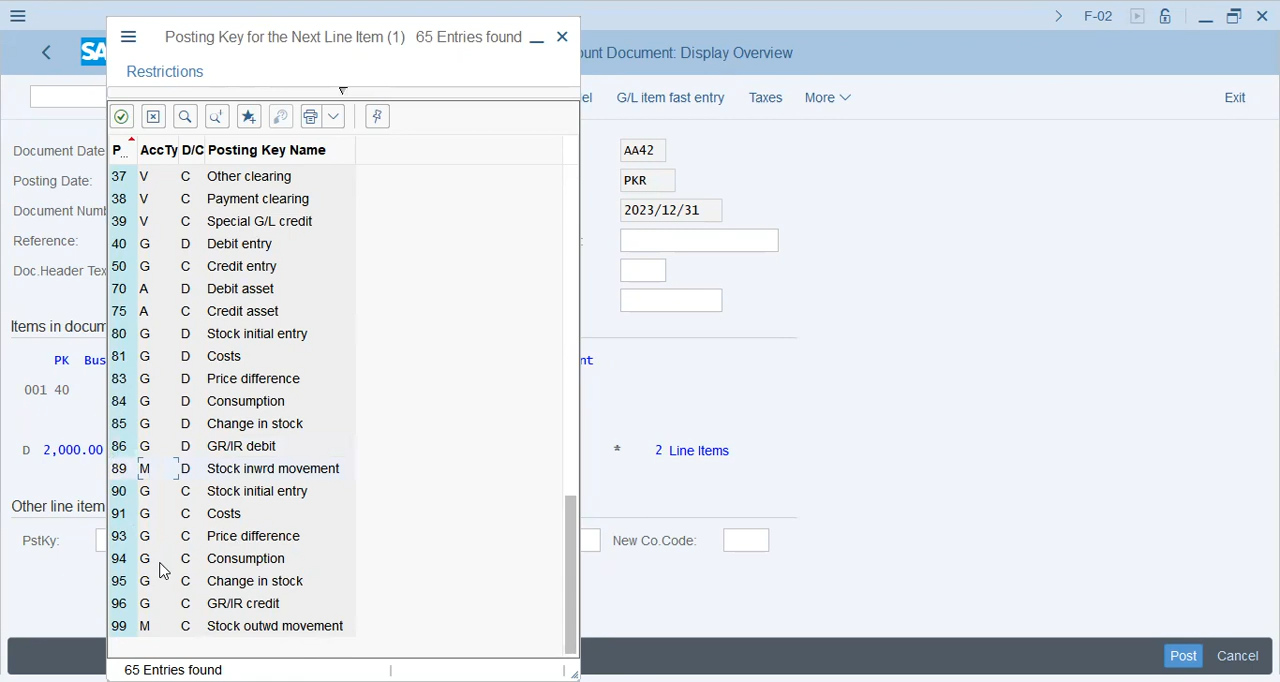 F-02
SA
ount Document: Display Overview
el G/L item fast entry Taxes More Exit
Posting Key for the Next Line Item (1) 65 Entries found
Restrictions
P... AccTy D/C Posting Key Name
37 V C Other clearing
38 V C Payment clearing
39 V C Special G/L credit
40 G D Debit entry
50 G C Credit entry
70 A D Debit asset
75 A C Credit asset
80 G D Stock initial entry
81 G D Costs
83 G D Price difference
84 G D Consumption
85 G D Change in stock
86 G D GR/IR debit
89 M D Stock inwrd movement
90 G C Stock initial entry
91 G C Costs
93 G C Price difference
94 G C Consumption
95 G C Change in stock
96 G C GR/IR credit
99 M C Stock outwd movement
65 Entries found
Document Date AA42
Posting Date: PKR
Document Numb 2023/12/31
Reference:
Doc.Header Tex
Items in docum
PK Bus nt
001 40
D 2,000.00 * 2 Line Items
Other line item
PstKy: New Co.Code:
Post Cancel